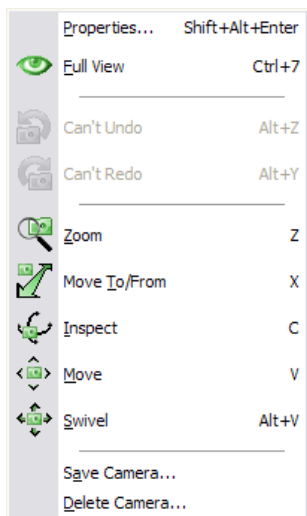 Properties... Shift+Alt+Enter
Full View Ctrl+7
Can't Undo Alt+Z
Can't Redo Alt+Y
Zoom Z
Move To/From X
Inspect C
Move V
Swivel Alt+V
Save Camera...
Delete Camera...